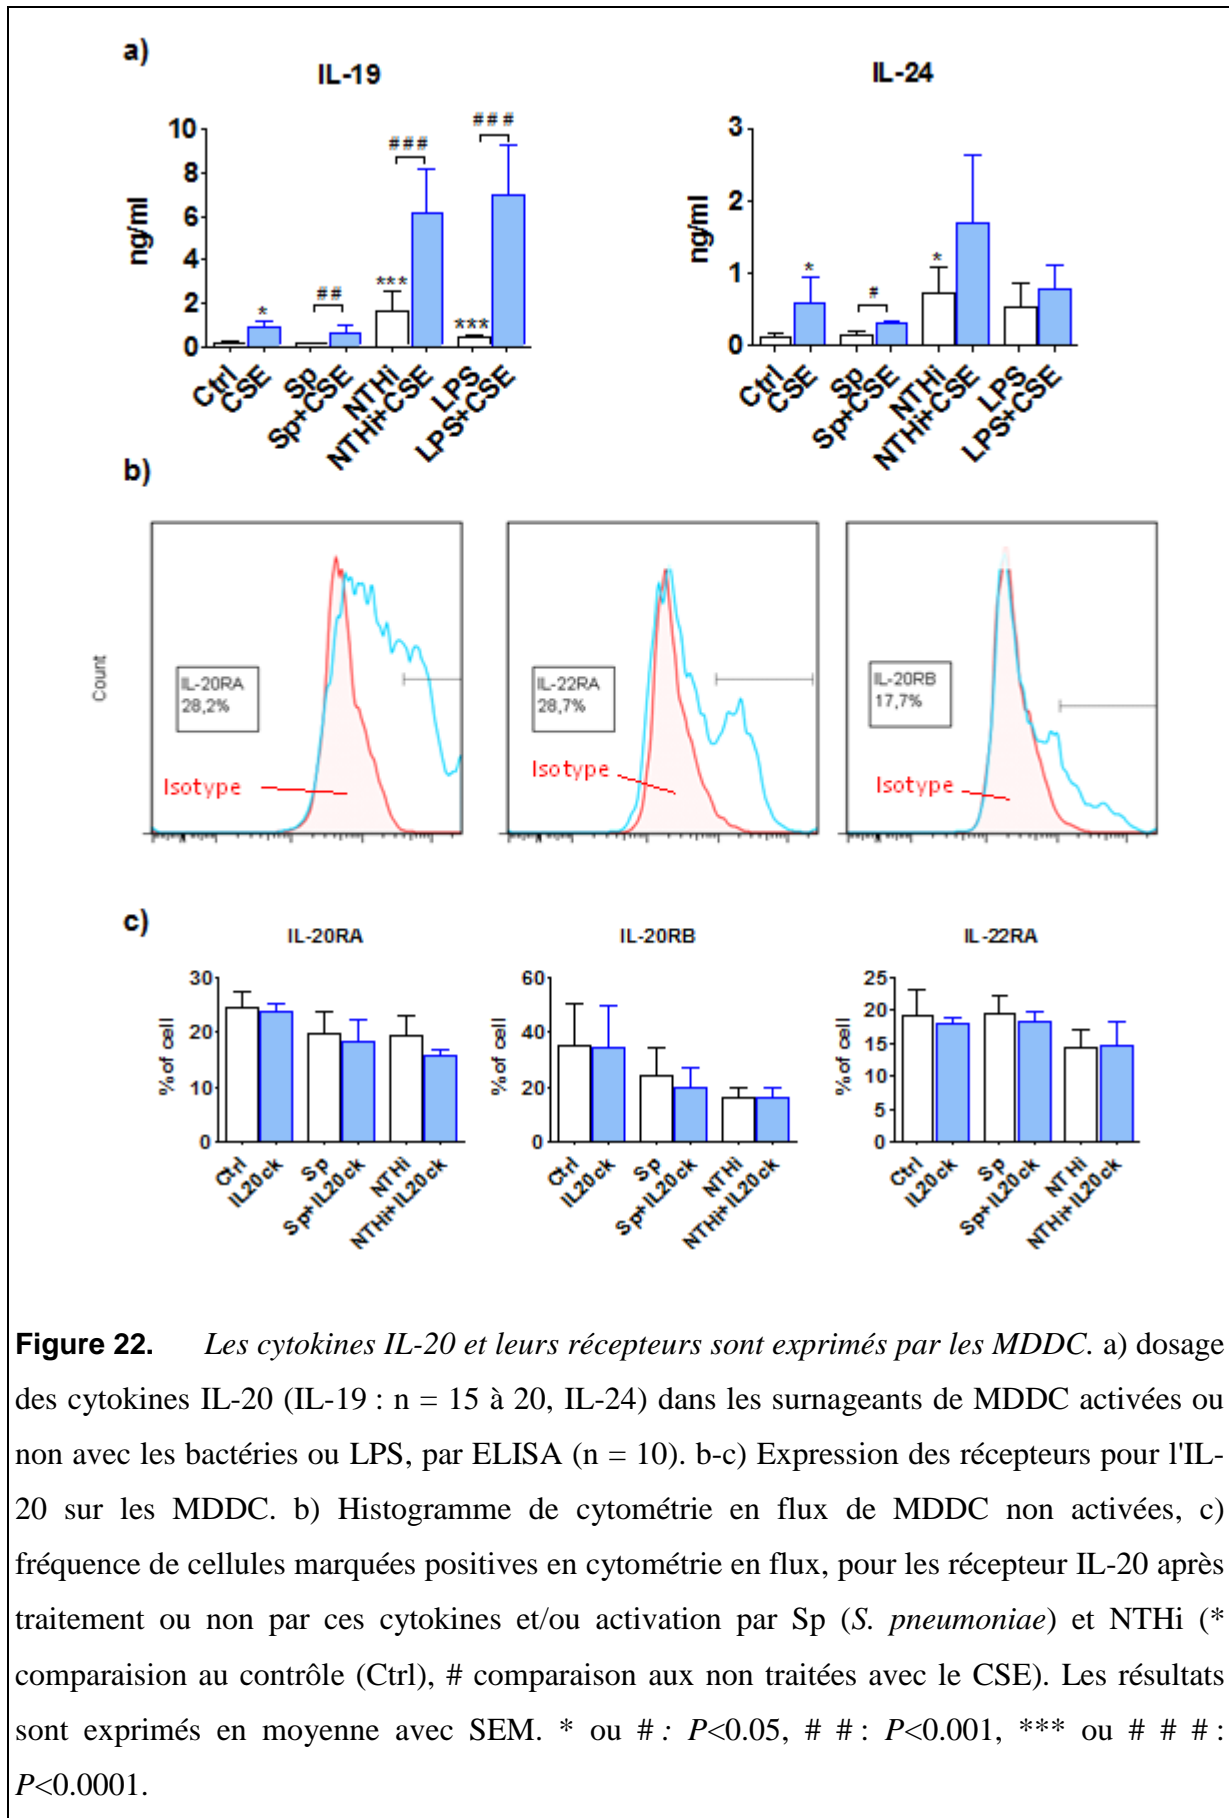 a)
IL-19
IL-24
ng/ml
10
8
6
4
2
0
*
##
***
###
***
###
Ctrl
CSE
Sp
Sp+CSE
NTHi
NTHi+CSE
LPS
LPS+CSE
ng/ml
3
2
1
0
*
#
*
Ctrl
CSE
Sp
Sp+CSE
NTHi
NTHi+CSE
LPS
LPS+CSE
b)
Count
IL-20RA
28,2%
Isotype
IL-22RA
28,7%
Isotype
IL-20RB
17,7%
Isotype
c)
IL-20RA
% of cell
30
20
10
0
Ctrl
IL20ck
Sp
Sp+IL20ck
NTHi
NTHi+IL20ck
IL-20RB
% of cell
60
40
20
0
Ctrl
IL20ck
Sp
Sp+IL20ck
NTHi
NTHi+IL20ck
IL-22RA
% of cell
25
20
15
10
5
0
Ctrl
IL20ck
Sp
Sp+IL20ck
NTHi
NTHi+IL20ck
Figure 22. Les cytokines IL-20 et leurs récepteurs sont exprimés par les MDDC. a) dosage
des cytokines IL-20 (IL-19 : n = 15 à 20, IL-24) dans les surnageants de MDDC activées ou
non avec les bactéries ou LPS, par ELISA (n = 10). b-c) Expression des récepteurs pour l'IL-
20 sur les MDDC. b) Histogramme de cytométrie en flux de MDDC non activées, c)
fréquence de cellules marquées positives en cytométrie en flux, pour les récepteur IL-20 après
traitement ou non par ces cytokines et/ou activation par Sp (S. pneumoniae) et NTHi (*
comparaision au contrôle (Ctrl), # comparaison aux non traitées avec le CSE). Les résultats
sont exprimés en moyenne avec SEM. * ou # : P<0.05, # # : P<0.001, *** ou # # # :
P<0.0001.